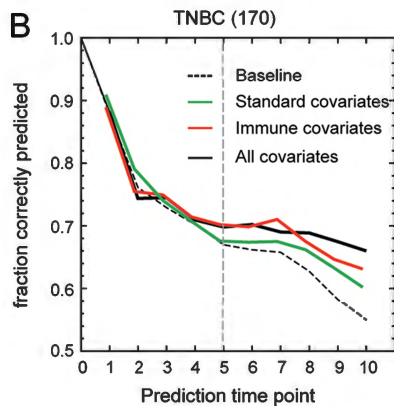 B
TNBC (170)
1.0
0.9
0.8
0.7
0.6
0.5
fraction correctly predicted
Baseline
Standard covariates
Immune covariates
All covariates
0 1 2 3 4 5 6 7 8 9 10
Prediction time point